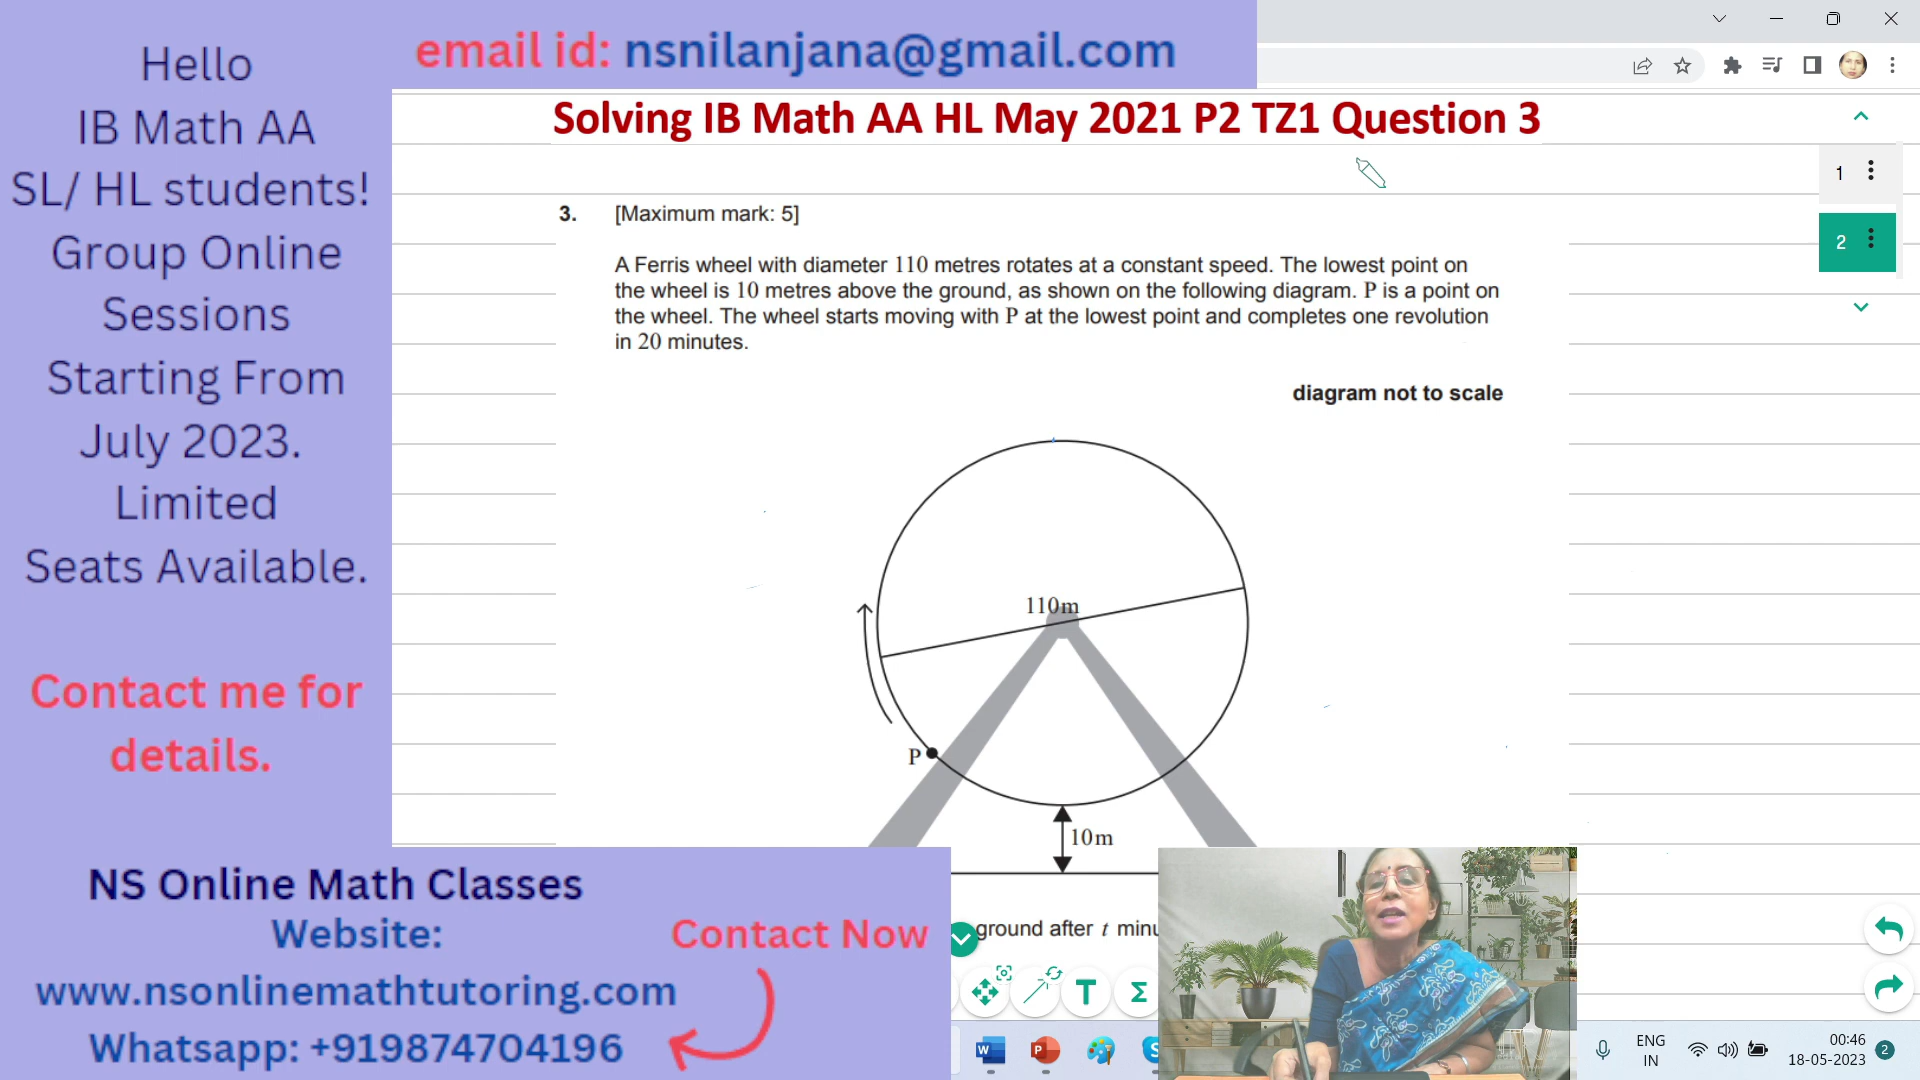 Hello
IB Math AA
SL/ HL students!
Group Online
Sessions
Starting From
July 2023.
Limited
Seats Available.
Contact me for
details.
email id: nsnilanjana@gmail.com
Solving IB Math AA HL May 2021 P2 TZ1 Question 3
1
2
3. [Maximum mark: 5]
A Ferris wheel with diameter 110 metres rotates at a constant speed. The lowest point on
the wheel is 10 metres above the ground, as shown on the following diagram. P is a point on
the wheel. The wheel starts moving with P at the lowest point and completes one revolution
in 20 minutes.
diagram not to scale
110m
P
10m
ground after t minu
NS Online Math Classes
Website:
www.nsonlinemathtutoring.com
Whatsapp: +919874704196
Contact Now
T
Σ
W
P
S
ENG
IN
00:46
18-05-2023
2